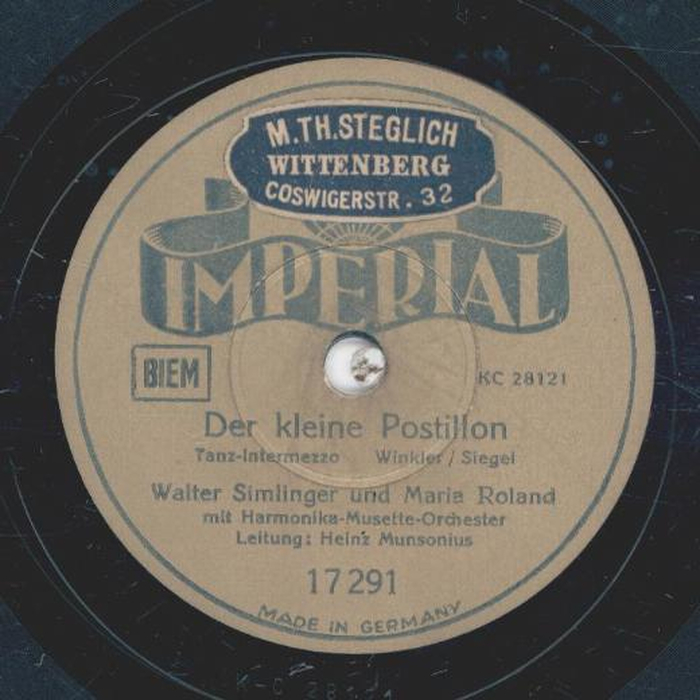 M.TH.STEGLICH
WITTENBERG
COSWIGERSTR. 32
IMPERIAL
BIEM
KC 28121
Der kleine Postillon
Tanz-Intermezzo Winkler / Siegel
Walter Simlinger und Maria Roland
mit Harmonika-Musette-Orchester
Leitung: Heinz Munsonius
17291
MADE IN GERMANY